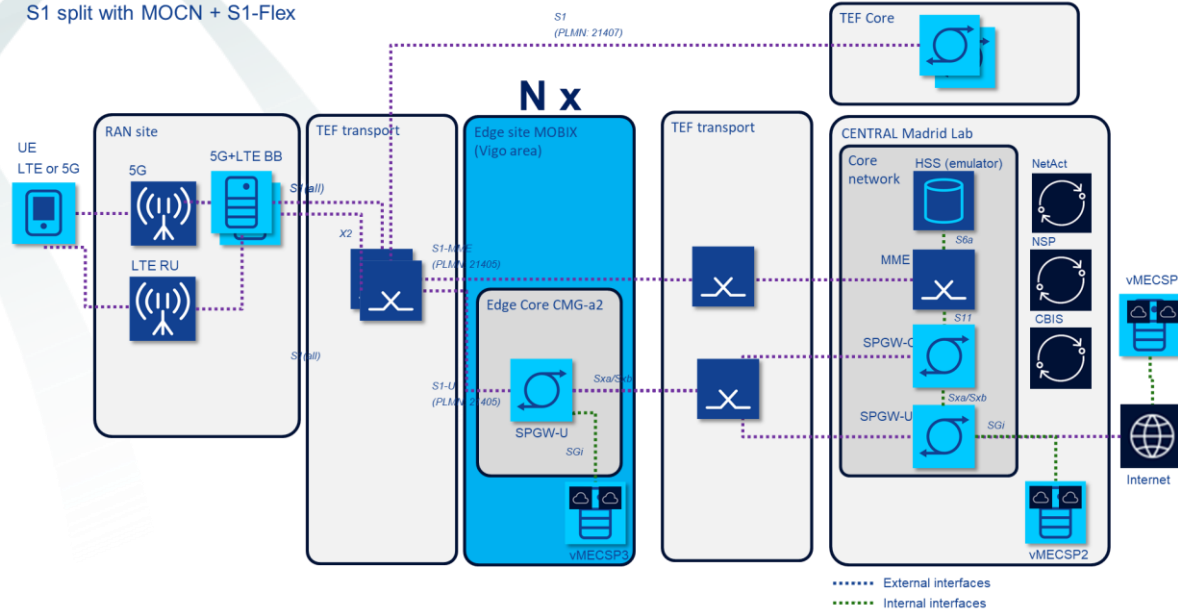 S1 split with MOCN + S1-Flex
S1
(PLMN: 21407)
TEF Core
N x
RAN site
TEF transport
Edge site MOBIX
(Vigo area)
TEF transport
CENTRAL Madrid Lab
UE
LTE or 5G
5G
5G+LTE BB
S1(all)
X2
Core
network
HSS (emulator)
NetAct
S6a
NSP
S1-MME
(PLMN: 21405)
MME
LTE RU
vMECSP
Edge Core CMG-a2
S11
CBIS
SPGW-C
S1(all)
S1-U
(PLMN: 21405)
Sxa/Sxb
Sxa/Sxb
SPGW-U
SPGW-U
SGi
SGi
Internet
vMECSP3
vMECSP2
External interfaces
Internal interfaces